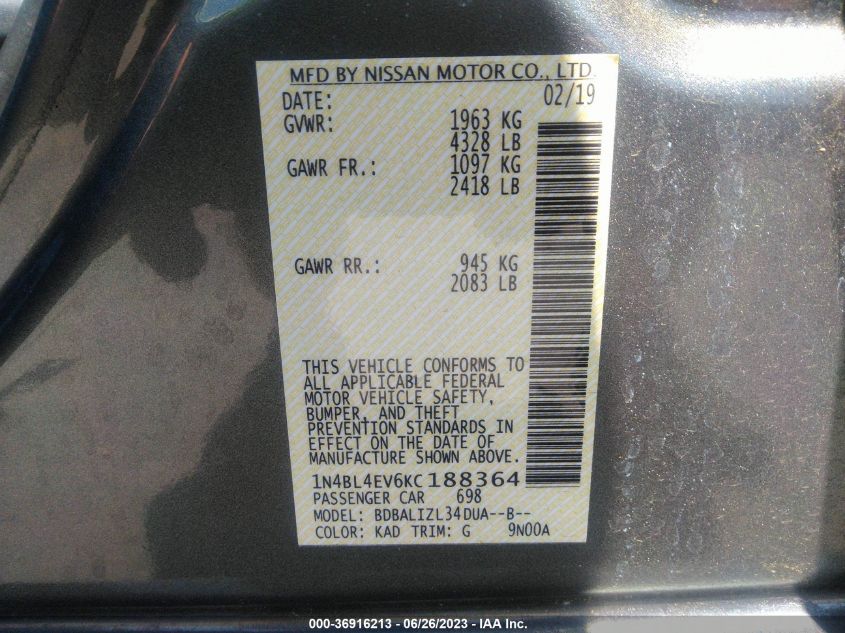 MFD BY NISSAN MOTOR CO., LTD.
DATE: 02/19
GVWR: 1963 KG
4328 LB
GAWR FR.: 1097 KG
2418 LB
GAWR RR.: 945 KG
2083 LB
THIS VEHICLE CONFORMS TO
ALL APPLICABLE FEDERAL
MOTOR VEHICLE SAFETY,
BUMPER, AND THEFT
PREVENTION STANDARDS IN
EFFECT ON THE DATE OF
MANUFACTURE SHOWN ABOVE.
1N4BL4EV6KC188364
PASSENGER CAR 698
MODEL: BDBALIZL34DUA--B--
COLOR: KAD TRIM: G 9N00A
000-36916213 - 06/26/2023 - IAA Inc.